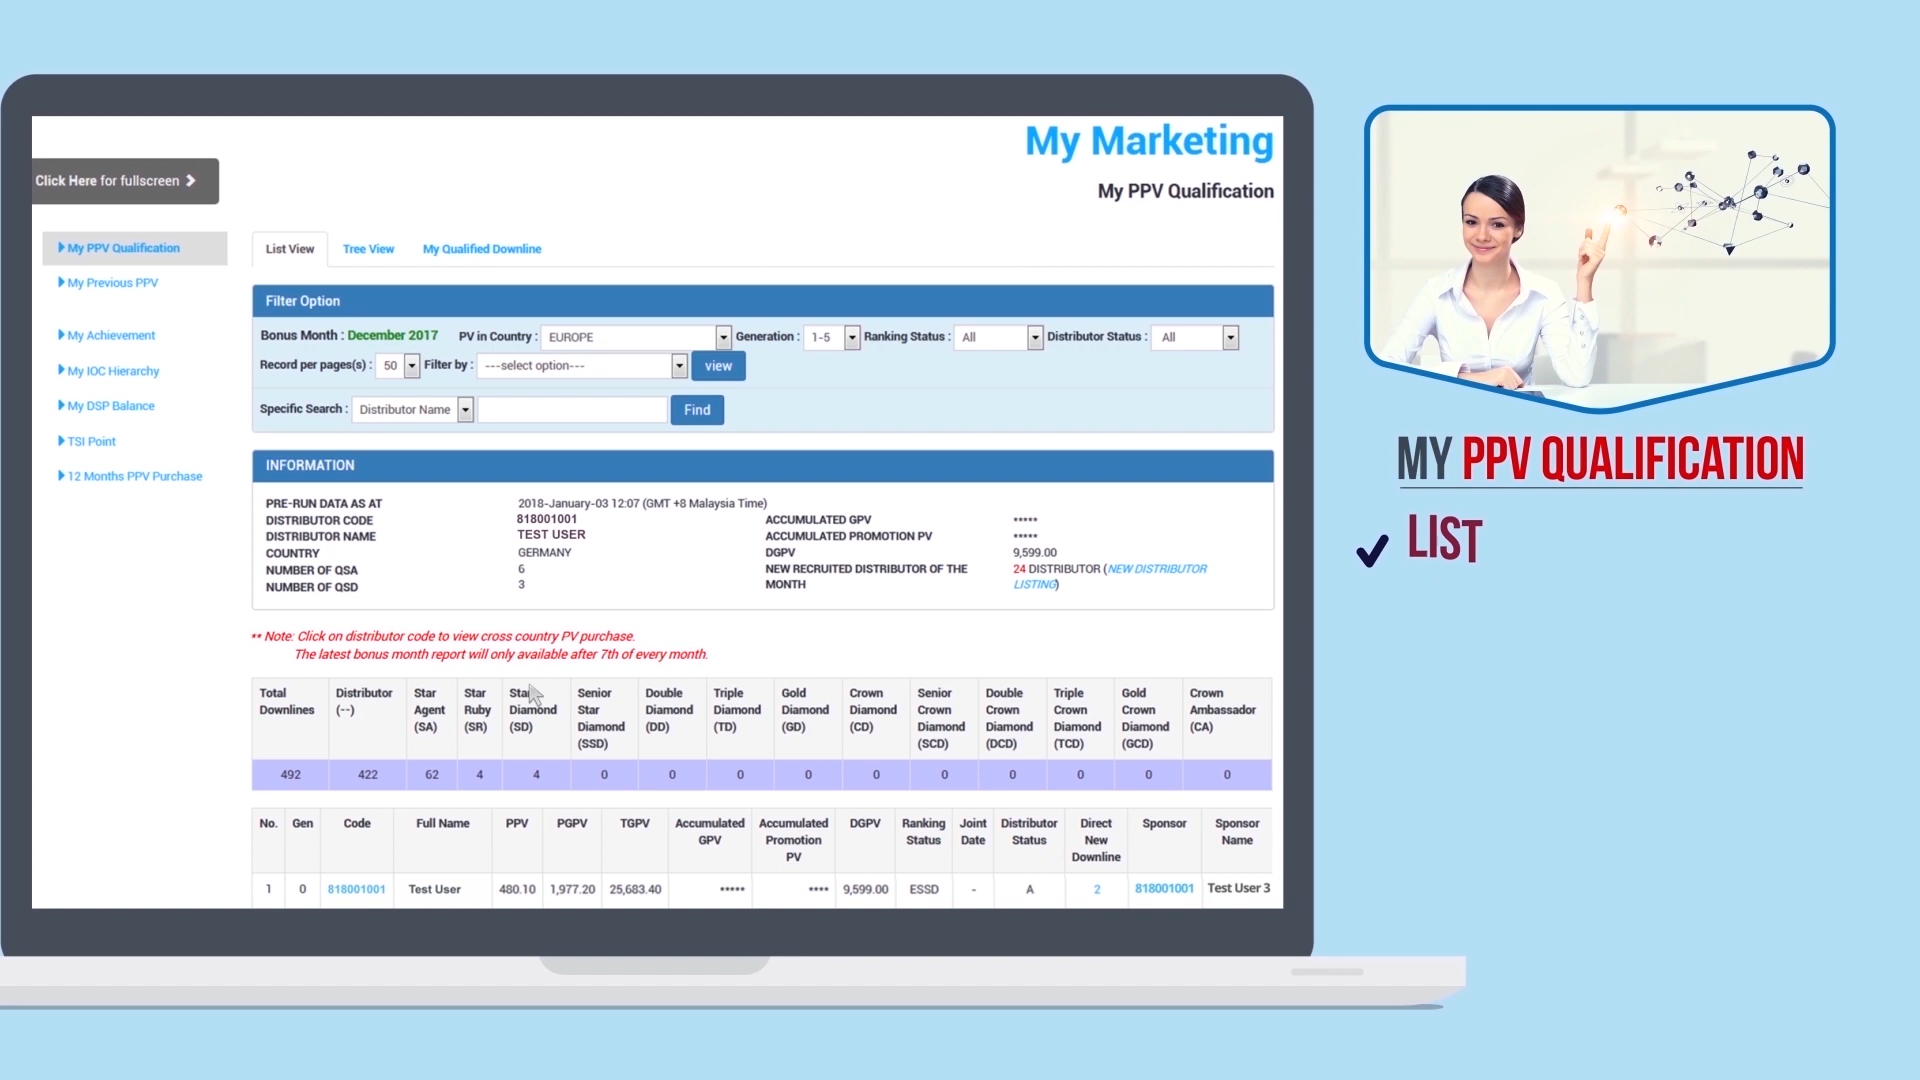 My Marketing
My PPV Qualification
Click Here for fullscreen
My PPV Qualification
My Previous PPV
My Achievement
My IOC Hierarchy
My DSP Balance
TSI Point
12 Months PPV Purchase
List View Tree View My Qualified Downline
Filter Option
Bonus Month : December 2017 PV in Country : EUROPE Generation : 1-5 Ranking Status : All Distributor Status : All
Record per pages(s) : 50 Filter by : ---select option--- view
Specific Search : Distributor Name Find
INFORMATION
PRE-RUN DATA AS AT 2018-January-03 12:07 (GMT +8 Malaysia Time)
DISTRIBUTOR CODE 818001001 ACCUMULATED GPV *****
DISTRIBUTOR NAME TEST USER ACCUMULATED PROMOTION PV *****
COUNTRY GERMANY DGPV 9,599.00
NUMBER OF QSA 6 NEW RECRUITED DISTRIBUTOR OF THE MONTH 24 DISTRIBUTOR (NEW DISTRIBUTOR LISTING)
NUMBER OF QSD 3
** Note: Click on distributor code to view cross country PV purchase.
The latest bonus month report will only available after 7th of every month.
Total Downlines Distributor (--) Star Agent (SA) Star Ruby (SR) Star Diamond (SD) Senior Star Diamond (SSD) Double Diamond (DD) Triple Diamond (TD) Gold Diamond (GD) Crown Diamond (CD) Senior Crown Diamond (SCD) Double Crown Diamond (DCD) Triple Crown Diamond (TCD) Gold Crown Diamond (GCD) Crown Ambassador (CA)
492 422 62 4 4 0 0 0 0 0 0 0 0 0 0
No. Gen Code Full Name PPV PGPV TGPV Accumulated GPV Accumulated Promotion PV DGPV Ranking Status Joint Date Distributor Status Direct New Downline Sponsor Sponsor Name
1 0 818001001 Test User 480.10 1,977.20 25,683.40 ***** **** 9,599.00 ESSD - A 2 818001001 Test User 3
MY PPV QUALIFICATION
LIST